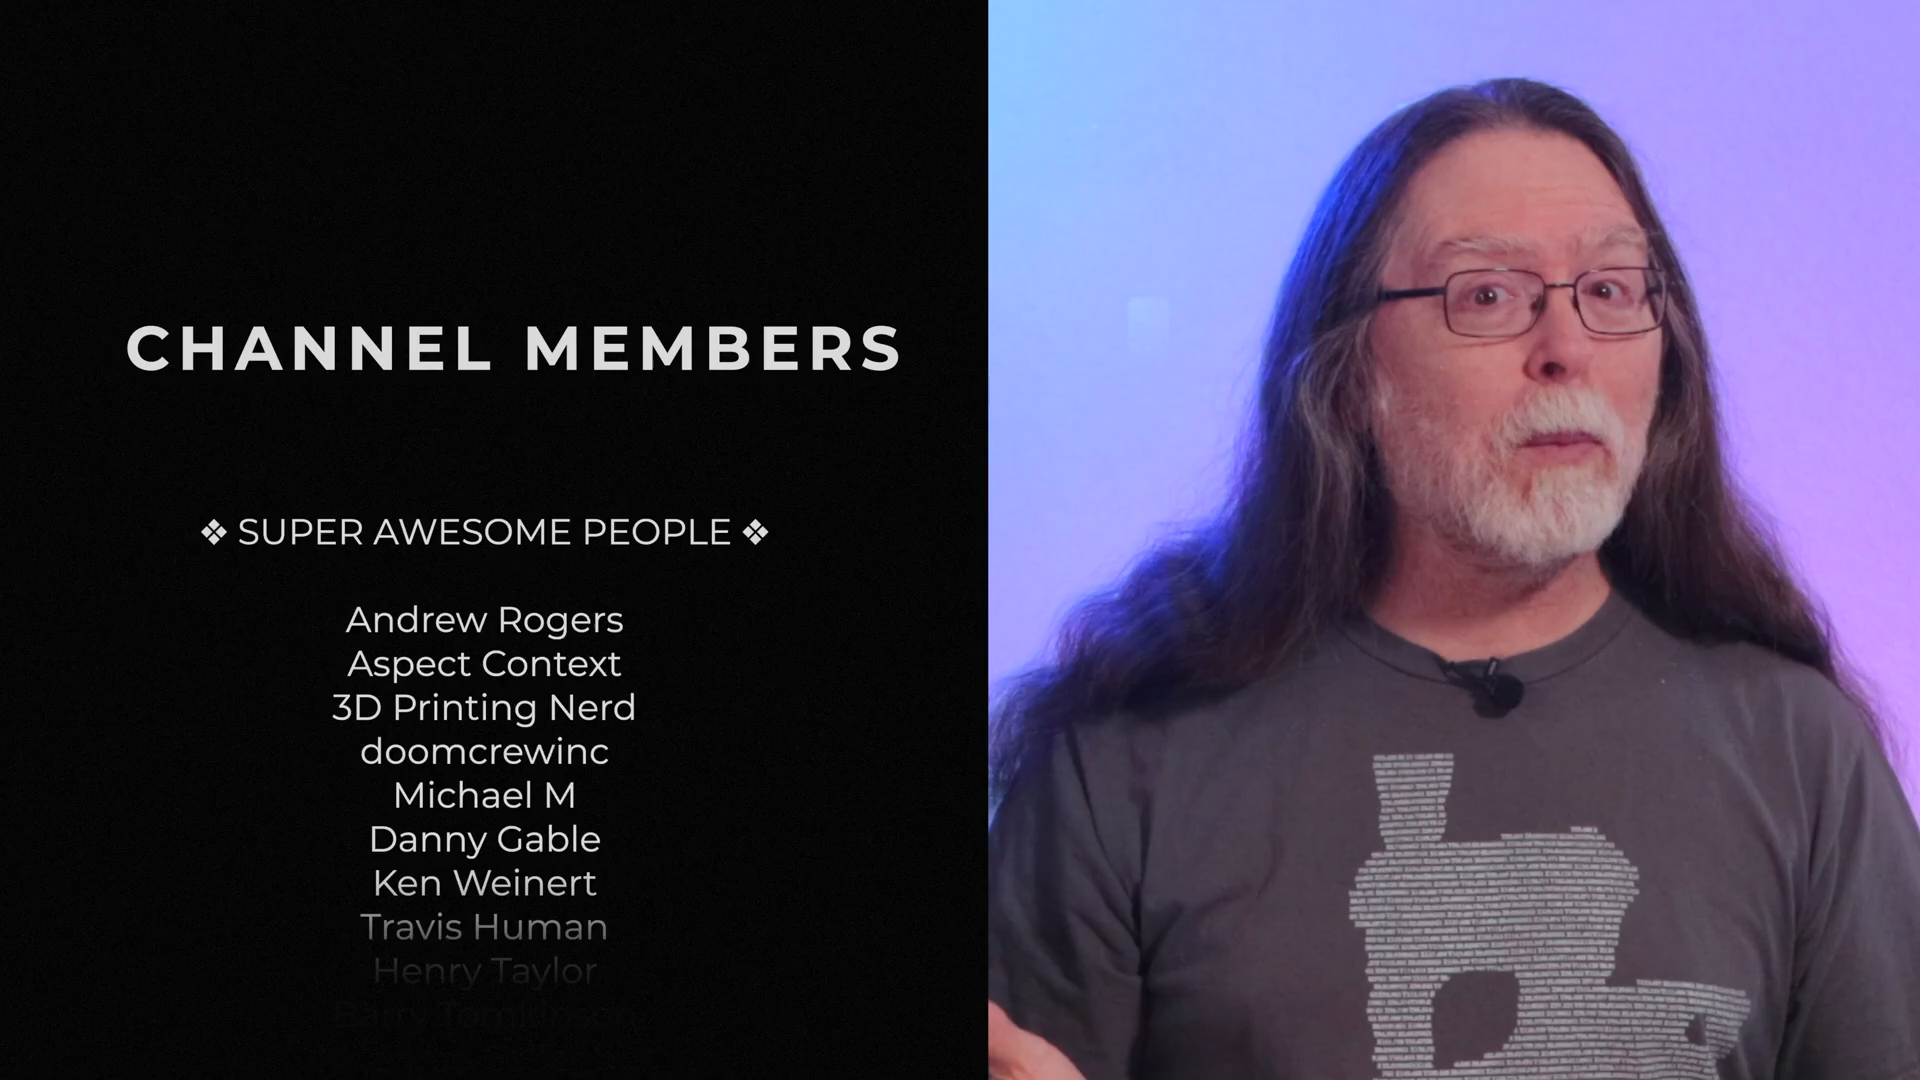 CHANNEL MEMBERS
❖ SUPER AWESOME PEOPLE ❖
Andrew Rogers
Aspect Context
3D Printing Nerd
doomcrewinc
Michael M
Danny Gable
Ken Weinert
Travis Human
Henry Taylor